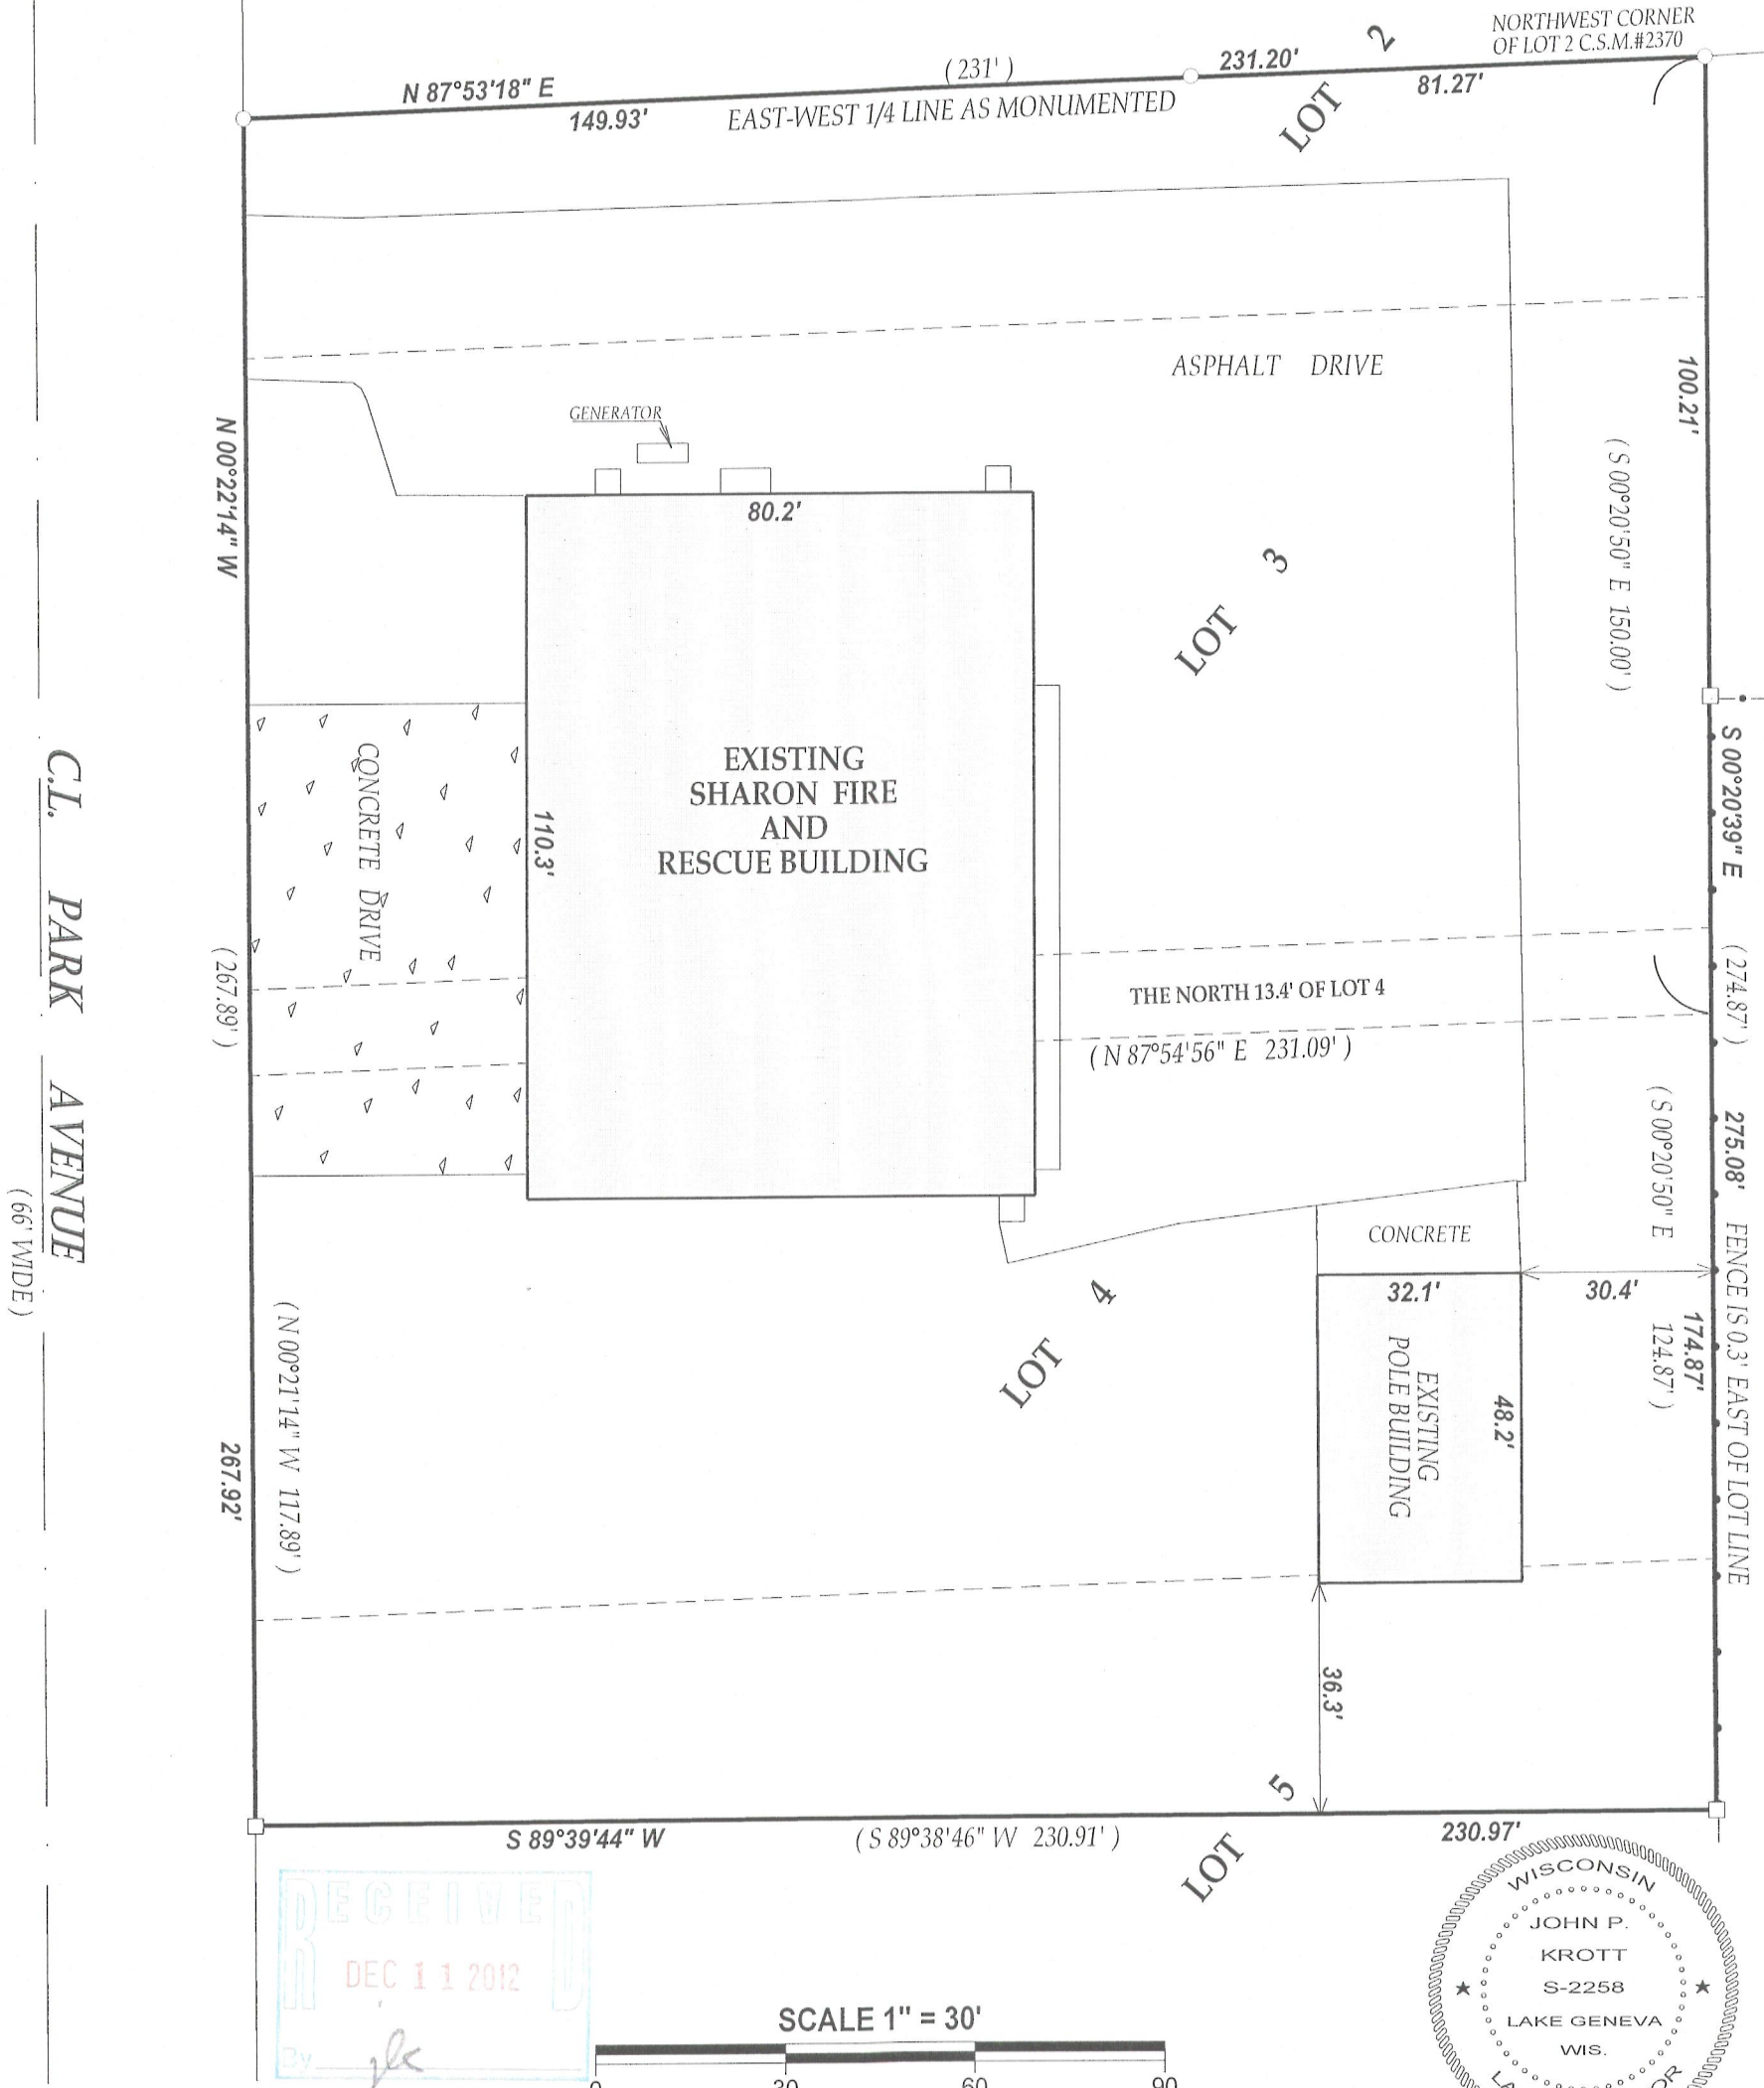 NORTHWEST CORNER
OF LOT 2 C.S.M.#2370
N 87°53'18" E
( 231' )
231.20'
149.93'
EAST-WEST 1/4 LINE AS MONUMENTED
81.27'
LOT 2
ASPHALT DRIVE
100.21'
( S 00°20'50" E 150.00' )
GENERATOR
N 00°22'14" W
80.2'
LOT 3
S 00°20'39" E
EXISTING
SHARON FIRE
AND
RESCUE BUILDING
110.3'
CONCRETE DRIVE
C.L. PARK AVENUE
( 66' WIDE )
( 267.89' )
( 274.87' )
THE NORTH 13.4' OF LOT 4
( N 87°54'56" E 231.09' )
275.08'
FENCE IS 0.3' EAST OF LOT LINE
( S 00°20'50" E
124.87' )
174.87'
CONCRETE
32.1'
30.4'
48.2'
EXISTING
POLE BUILDING
LOT 4
( N 00°21'14" W 117.89' )
267.92'
36.3'
S 89°39'44" W
( S 89°38'46" W 230.91' )
230.97'
LOT 5
RECEIVED
DEC 11 2012
By jk
SCALE 1" = 30'
0 30 60 90
WISCONSIN
JOHN P.
KROTT
S-2258
LAKE GENEVA
WIS.